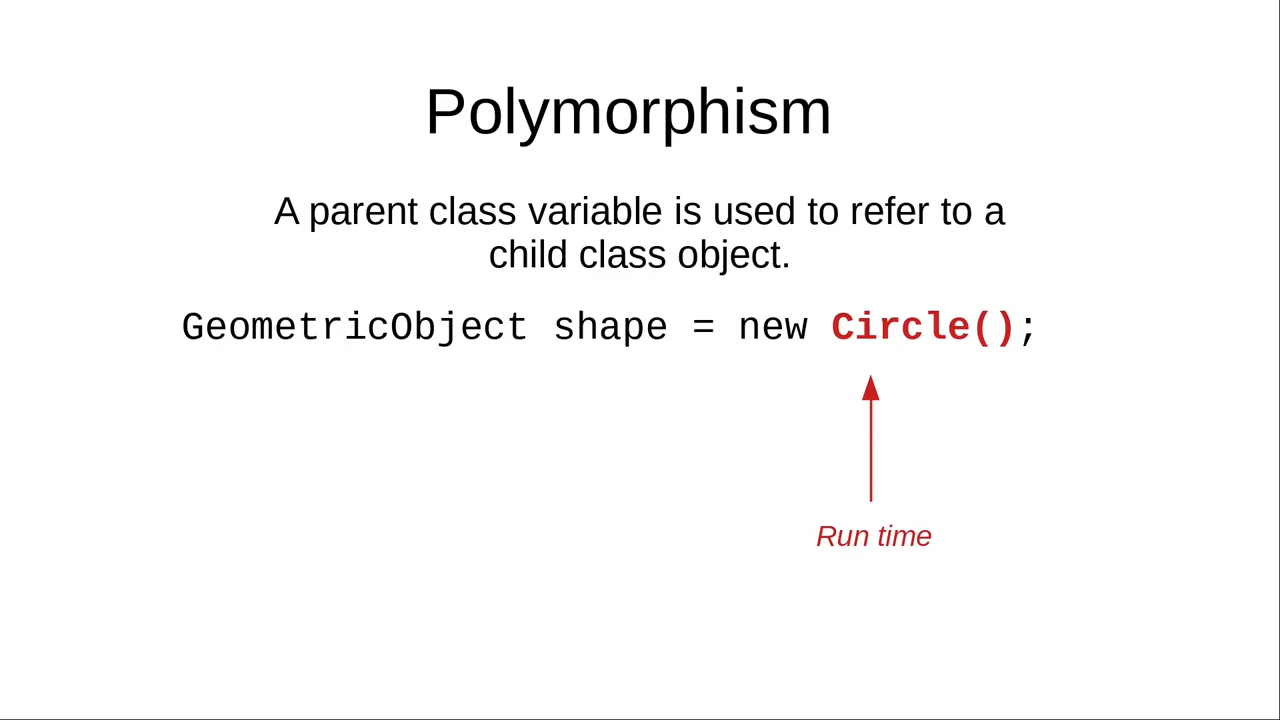 Polymorphism
A parent class variable is used to refer to a
child class object.
GeometricObject shape = new Circle();
Run time